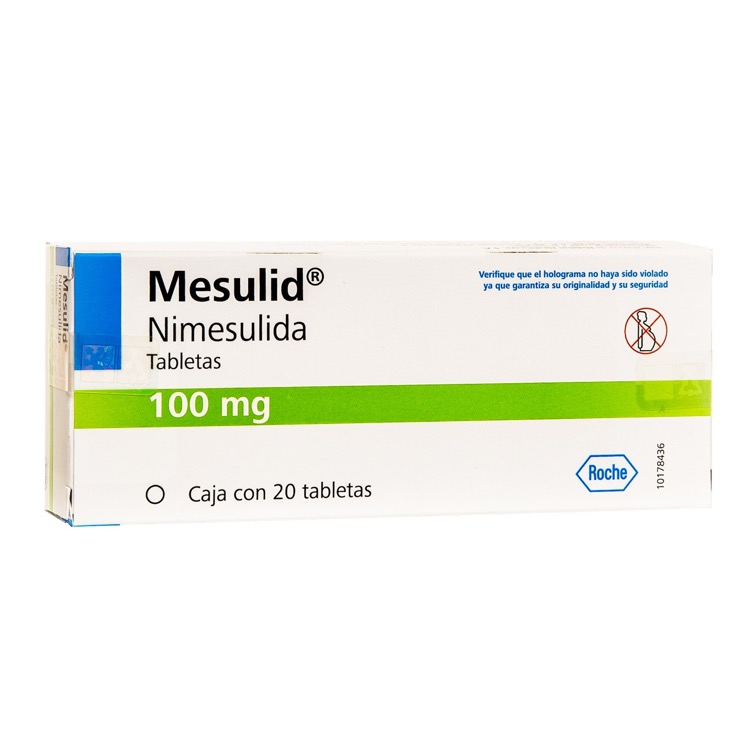 Mesulid®
Nimesulida
Tabletas
100 mg
Caja con 20 tabletas
Verifique que el holograma no haya sido violado
ya que garantiza su originalidad y su seguridad
Roche
10178436
Mesulid®
Nimesulida